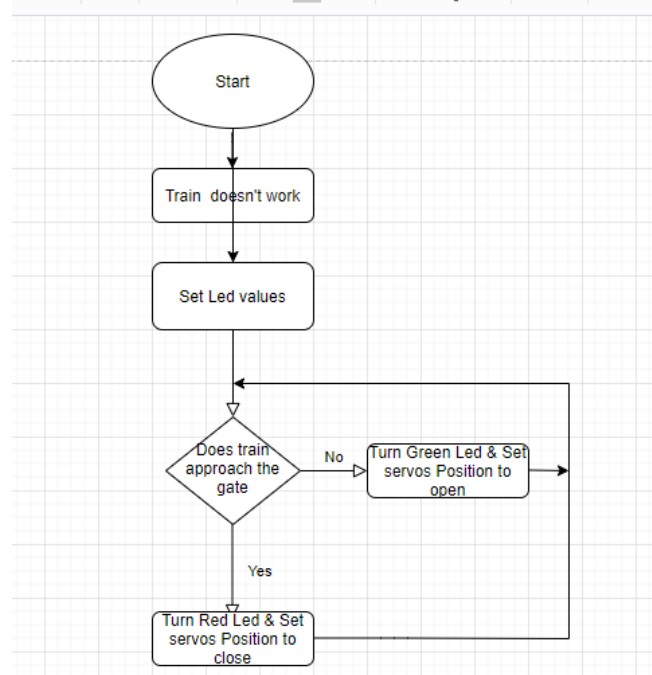 Start
Train doesn't work
Set Led values
Does train
approach the
gate
No
Turn Green Led & Set
servos Position to
open
Yes
Turn Red Led & Set
servos Position to
close